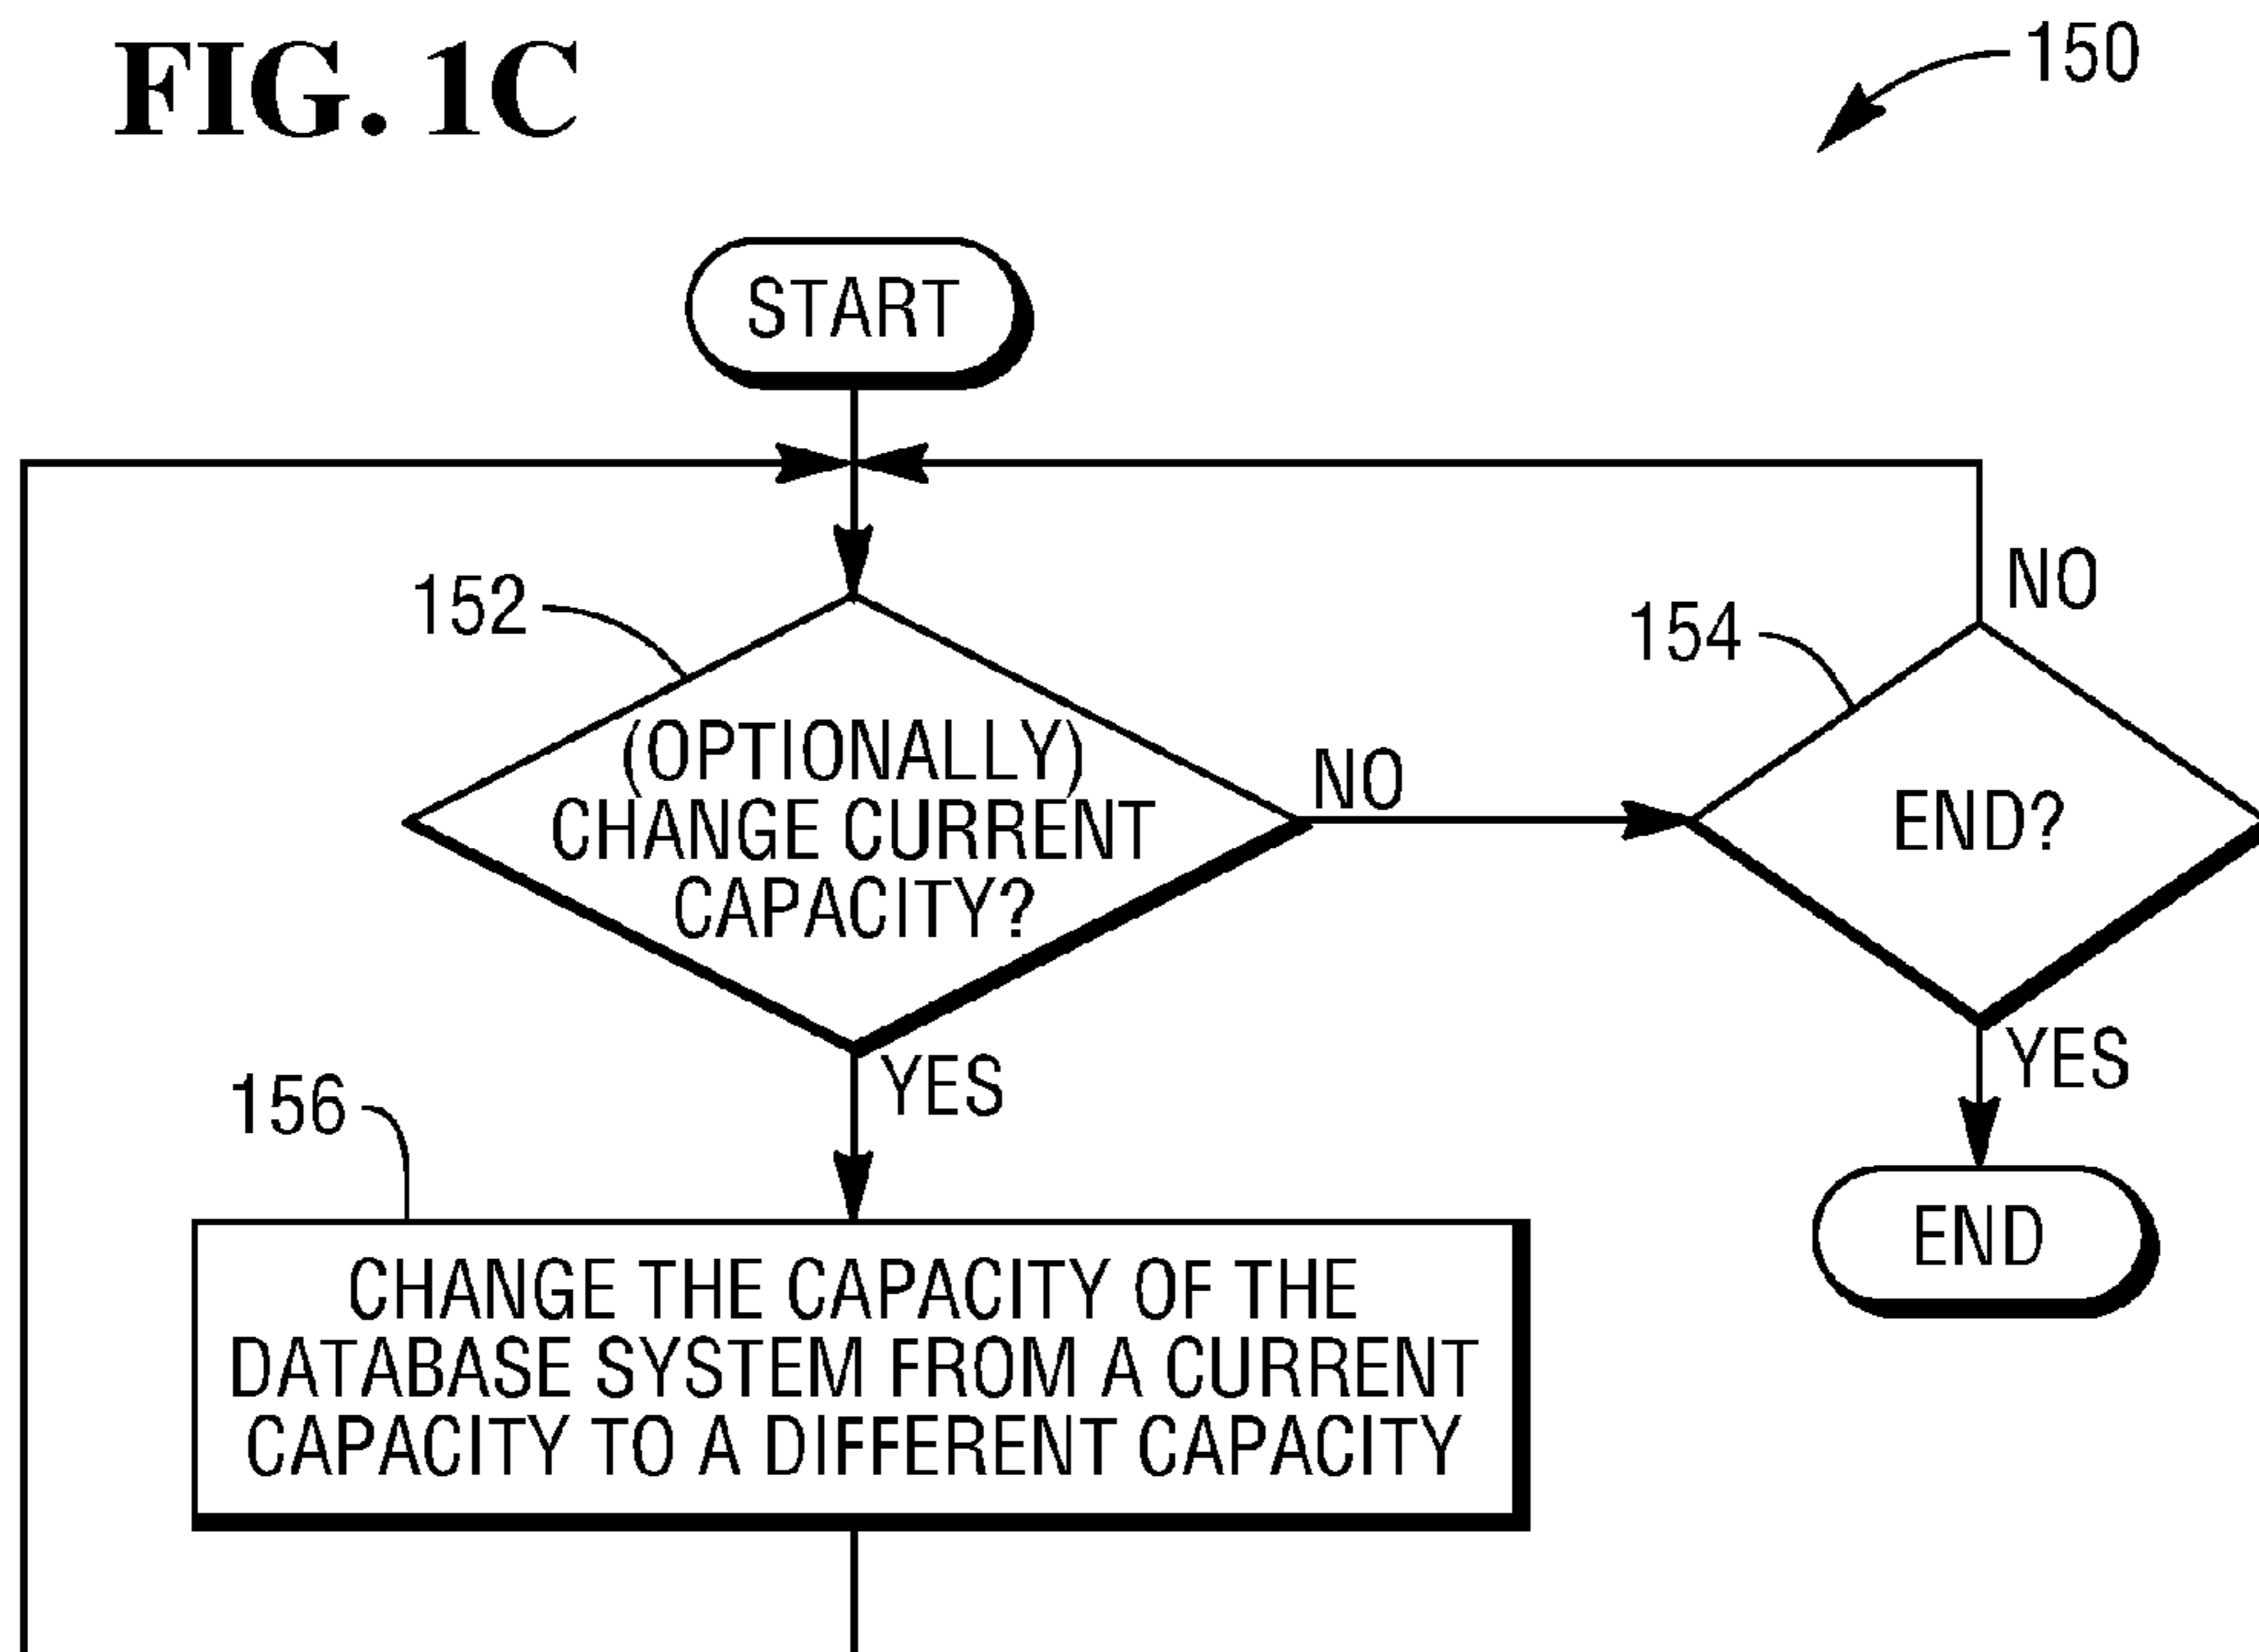 FIG. 1C
150
START
152
(OPTIONALLY)
CHANGE CURRENT
CAPACITY?
NO
154
NO
END?
YES
YES
156
CHANGE THE CAPACITY OF THE
DATABASE SYSTEM FROM A CURRENT
CAPACITY TO A DIFFERENT CAPACITY
END